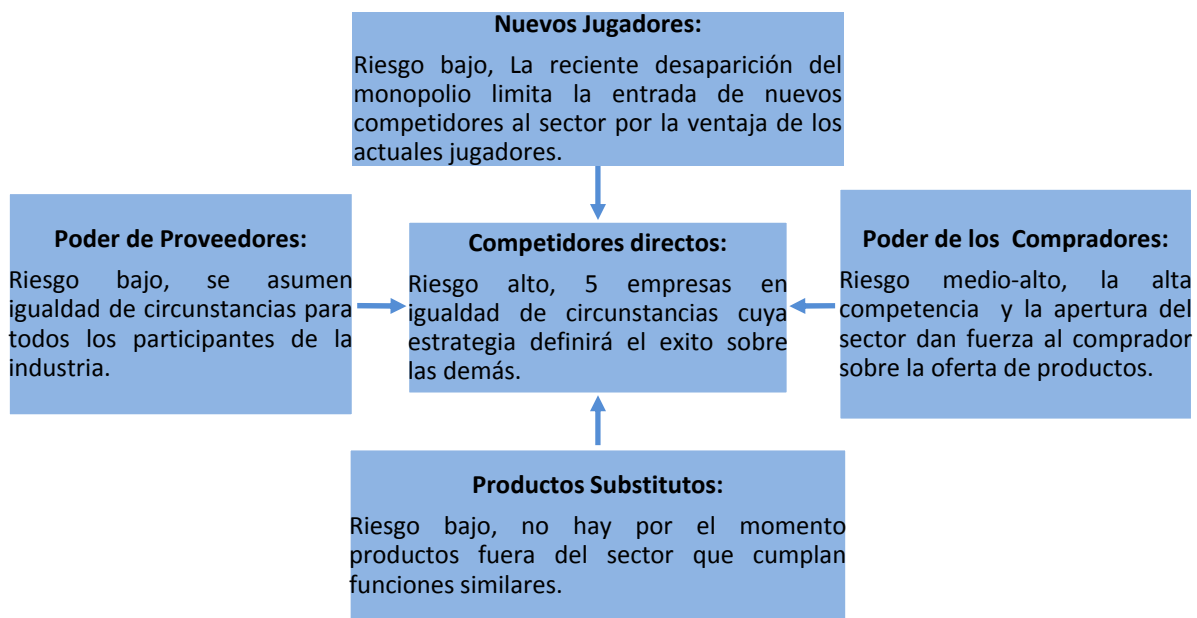 Nuevos Jugadores:
Riesgo bajo, La reciente desaparición del
monopolio limita la entrada de nuevos
competidores al sector por la ventaja de los
actuales jugadores.
Poder de Proveedores:
Riesgo bajo, se asumen
igualdad de circunstancias para
todos los participantes de la
industria.
Competidores directos:
Riesgo alto, 5 empresas en
igualdad de circunstancias cuya
estrategia definirá el exito sobre
las demás.
Poder de los Compradores:
Riesgo medio-alto, la alta
competencia y la apertura del
sector dan fuerza al comprador
sobre la oferta de productos.
Productos Substitutos:
Riesgo bajo, no hay por el momento
productos fuera del sector que cumplan
funciones similares.